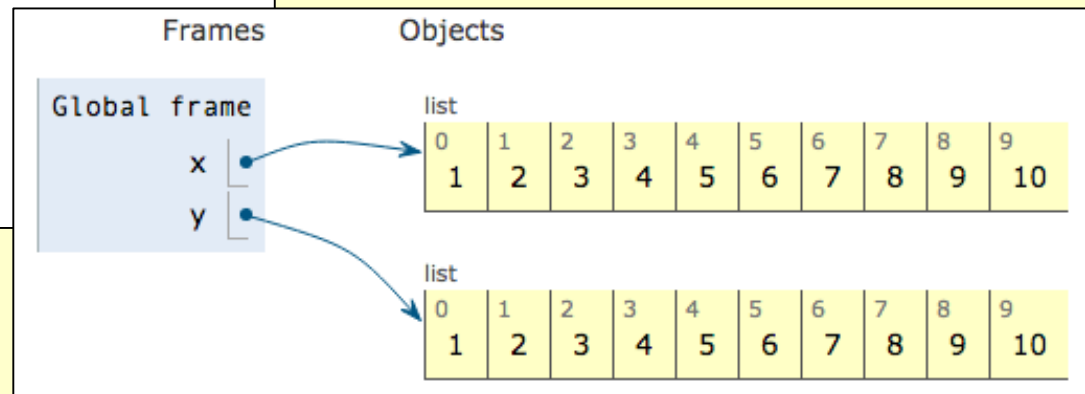 Frames Objects
Global frame
list
0 1 2 3 4 5 6 7 8 9
x 1 2 3 4 5 6 7 8 9 10
y
list
0 1 2 3 4 5 6 7 8 9
1 2 3 4 5 6 7 8 9 10